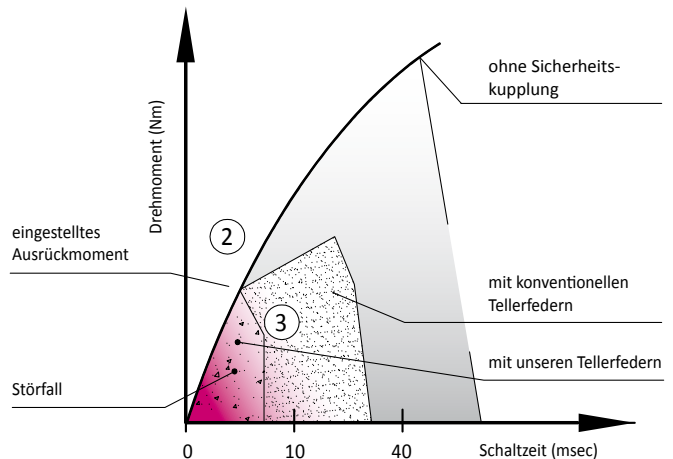 ohne Sicherheits-
kupplung
Drehmoment (Nm)
eingestelltes
Ausrückmoment
2
mit konventionellen
Tellerfedern
3
mit unseren Tellerfedern
Störfall
0
10
40
Schaltzeit (msec)